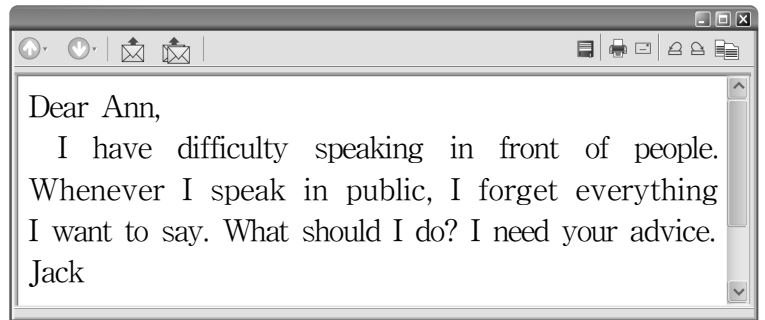 Dear Ann,
I have difficulty speaking in front of people.
Whenever I speak in public, I forget everything
I want to say. What should I do? I need your advice.
Jack